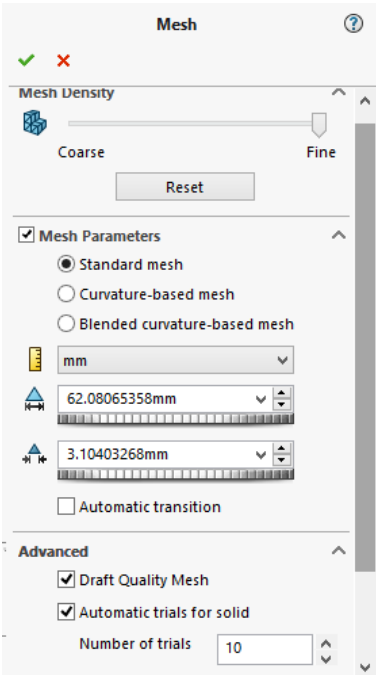 Mesh
?
Mesh Density
Coarse Fine
Reset
Mesh Parameters
Standard mesh
Curvature-based mesh
Blended curvature-based mesh
mm
62.08065358mm
3.10403268mm
Automatic transition
Advanced
Draft Quality Mesh
Automatic trials for solid
Number of trials 10